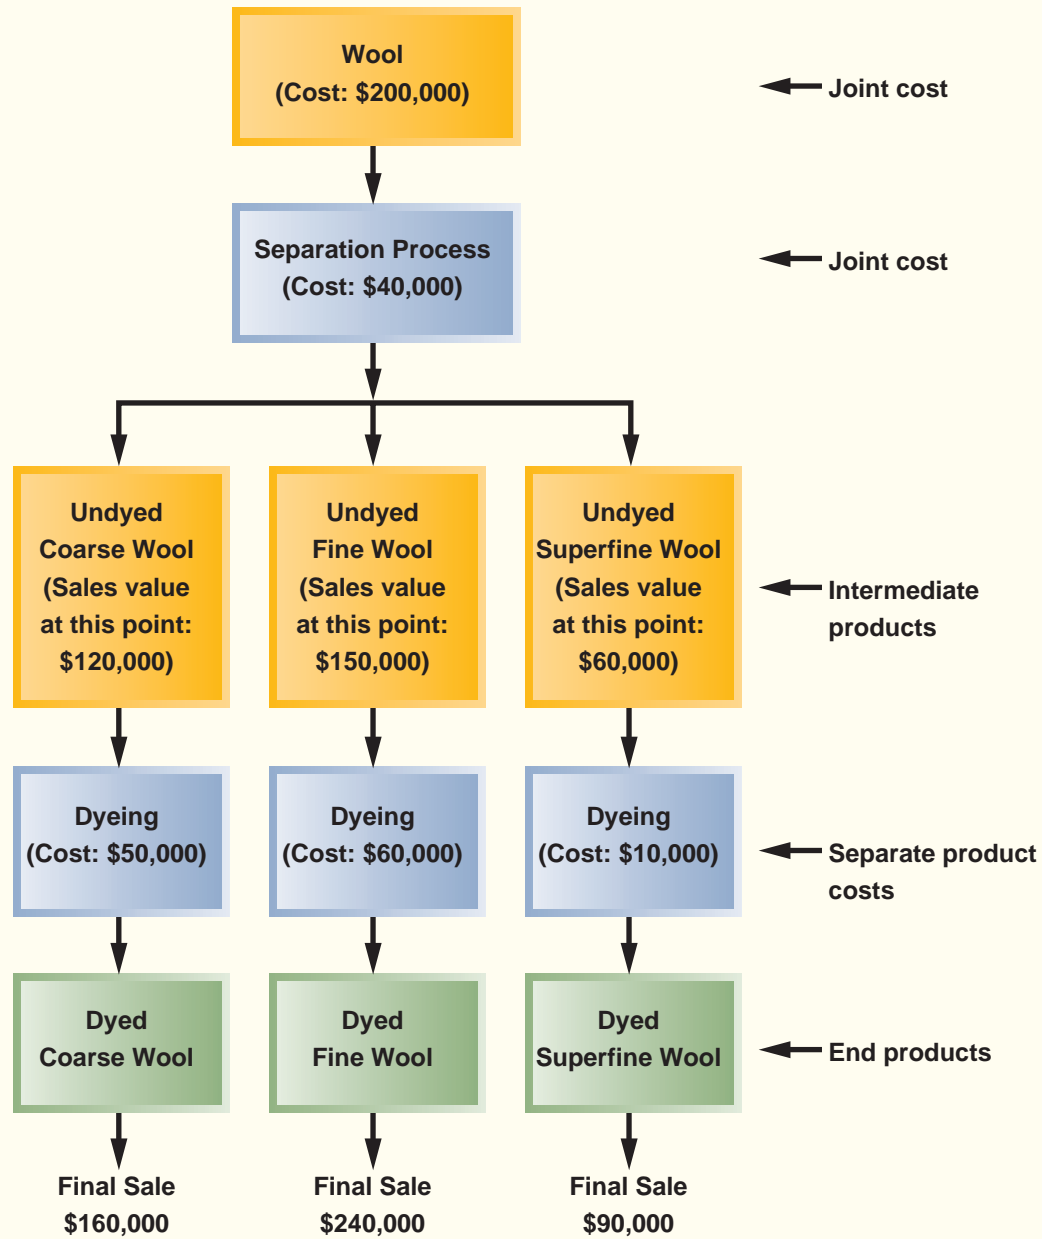 Wool
(Cost: $200,000)
Joint cost
Separation Process
(Cost: $40,000)
Joint cost
Undyed
Coarse Wool
(Sales value
at this point:
$120,000)
Undyed
Fine Wool
(Sales value
at this point:
$150,000)
Undyed
Superfine Wool
(Sales value
at this point:
$60,000)
Intermediate
products
Dyeing
(Cost: $50,000)
Dyeing
(Cost: $60,000)
Dyeing
(Cost: $10,000)
Separate product
costs
Dyed
Coarse Wool
Dyed
Fine Wool
Dyed
Superfine Wool
End products
Final Sale
$160,000
Final Sale
$240,000
Final Sale
$90,000